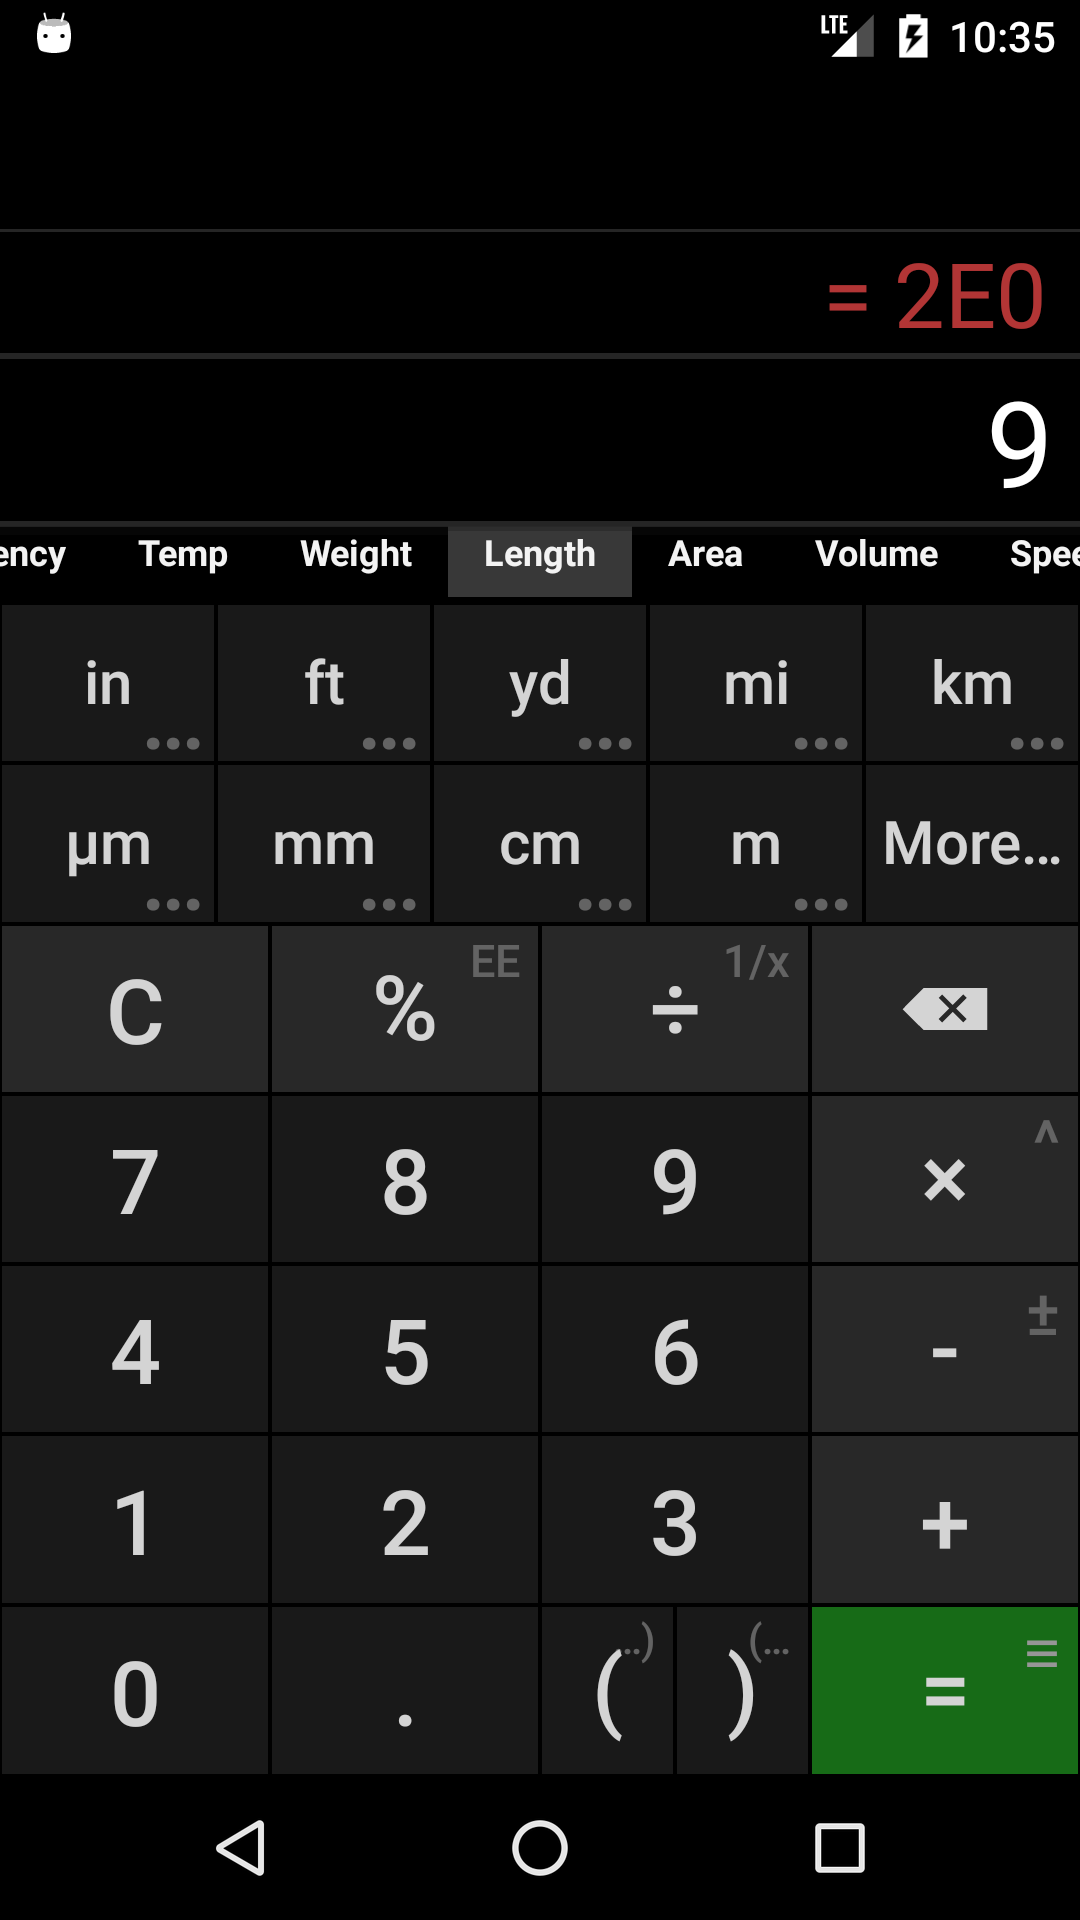 LTE 10:35
= 2E0
9
ency Temp Weight Length Area Volume Spee
in ft yd mi km
µm mm cm m More...
C % EE ÷ 1/x
7 8 9 × ^
4 5 6 - ±
1 2 3 +
0 . ( ..) ) (... =